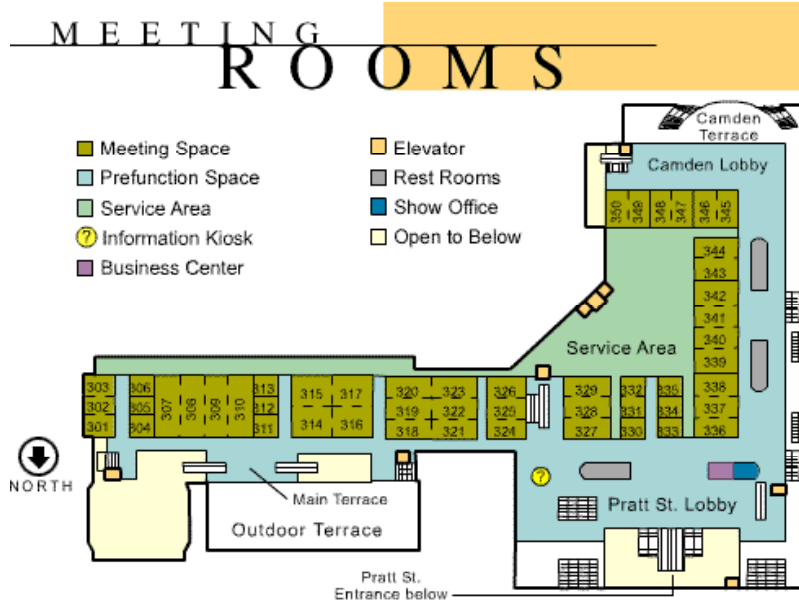 MEETING
ROOMS
Camden
Terrace
Meeting Space
Elevator
Camden Lobby
Prefunction Space
Rest Rooms
Service Area
Show Office
350 349 348 347 346 345
? Information Kiosk
Open to Below
Business Center
344
343
342
341
340
339
Service Area
303 306 313 315 317 320 323 326 329 332 335 338
302 305 307 308 309 310 312 319 322 325 328 331 334 337
301 304 311 314 316 318 321 324 327 330 333 336
NORTH
?
Main Terrace
Pratt St. Lobby
Outdoor Terrace
Pratt St.
Entrance below